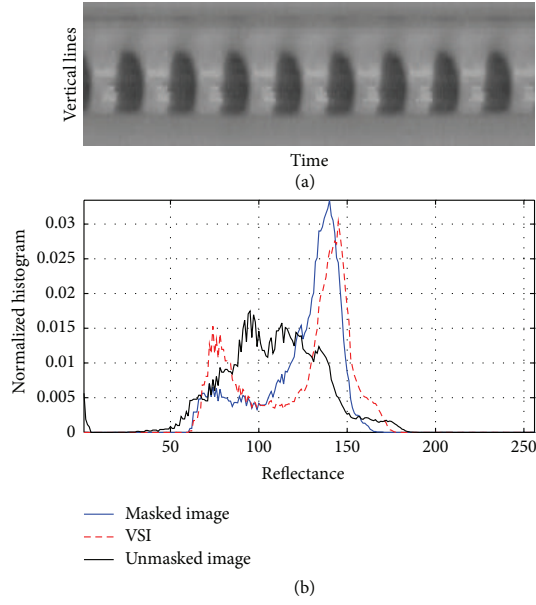 Vertical lines
Time
(a)
0.03
0.025
0.02
0.015
0.01
0.005
0
Normalized histogram
50
100
150
200
250
Reflectance
Masked image
VSI
Unmasked image
(b)